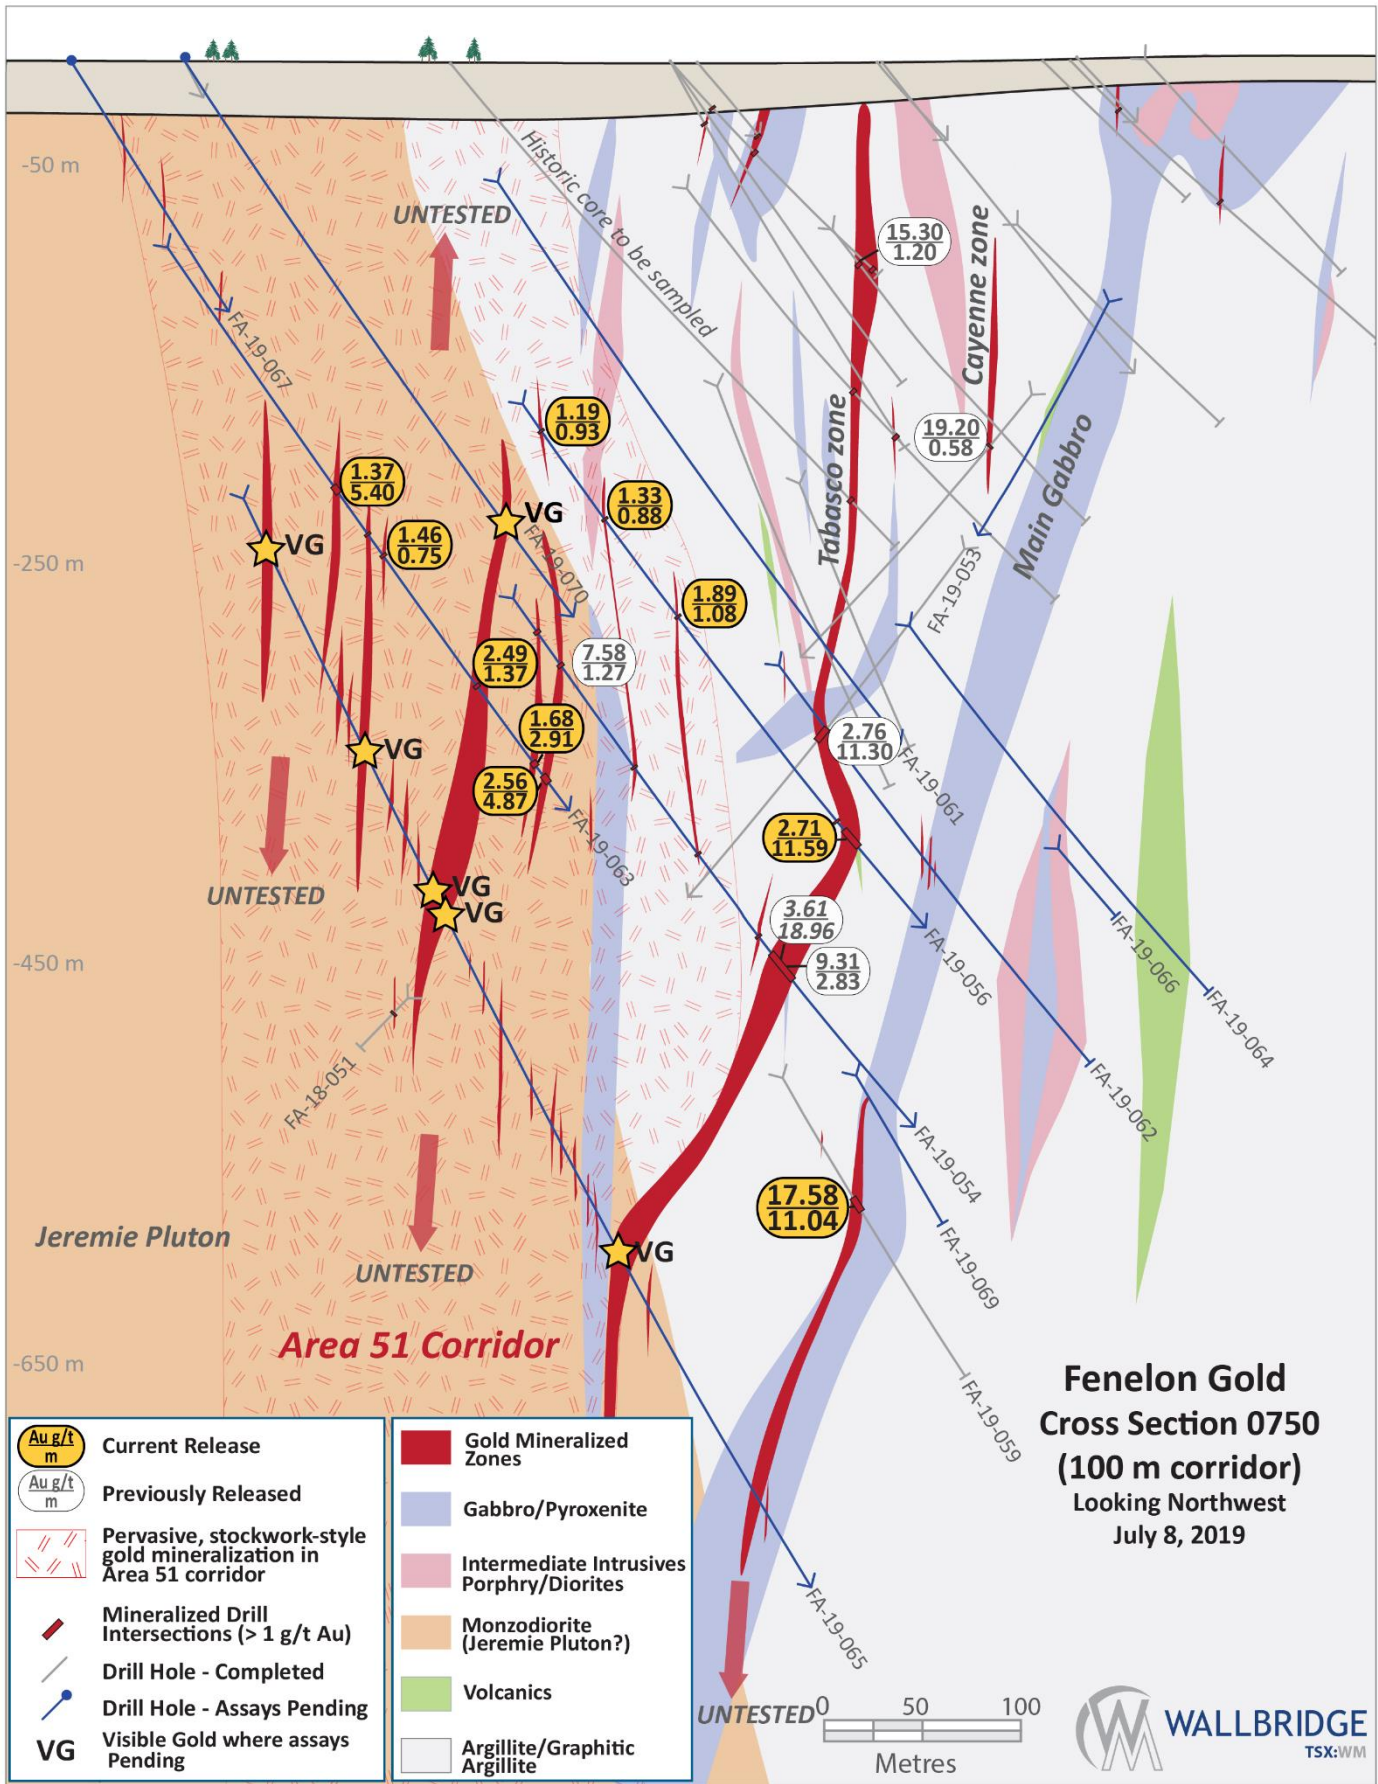 -50 m
UNTESTED
Historic core to be sampled
15.30
1.20
Cayenne zone
FA-19-067
1.19
0.93
Tabasco zone
19.20
0.58
Main Gabbro
1.37
5.40
1.33
0.88
VG
VG
1.46
0.75
-250 m
FA-19-070
FA-19-053
1.89
1.08
2.49
1.37
7.58
1.27
1.68
2.91
2.76
11.30
VG
2.56
4.87
FA-19-061
FA-19-063
2.71
11.59
UNTESTED
VG
VG
3.61
18.96
-450 m
9.31
2.83
FA-19-056
FA-19-066
FA-19-064
FA-18-051
FA-19-062
FA-19-054
17.58
11.04
Jeremie Pluton
VG
UNTESTED
FA-19-069
Area 51 Corridor
-650 m
FA-19-059
Fenelon Gold
Cross Section 0750
(100 m corridor)
Looking Northwest
July 8, 2019
FA-19-065
UNTESTED
Au g/t
m
Current Release
Au g/t
m
Previously Released
Pervasive, stockwork-style
gold mineralization in
Area 51 corridor
Mineralized Drill
Intersections (> 1 g/t Au)
Drill Hole - Completed
Drill Hole - Assays Pending
VG
Visible Gold where assays
Pending
Gold Mineralized
Zones
Gabbro/Pyroxenite
Intermediate Intrusives
Porphry/Diorites
Monzodiorite
(Jeremie Pluton?)
Volcanics
Argillite/Graphitic
Argillite
0 50 100
Metres
WALLBRIDGE
TSX:WM